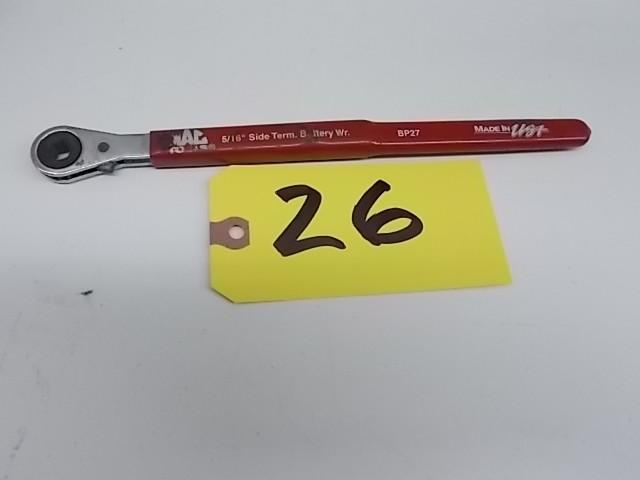 MAC
5/16" Side Term. Battery Wr.
BP27
MADE IN USA
26